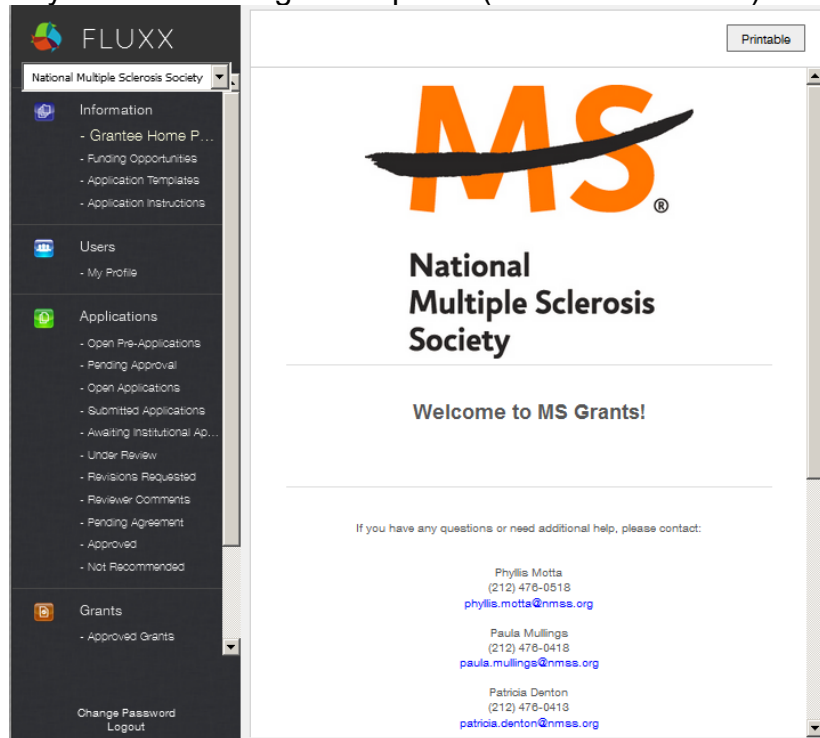 FLUXX
National Multiple Sclerosis Society
Information
- Grantee Home P...
- Funding Opportunities
- Application Templates
- Application Instructions
Users
- My Profile
Applications
- Open Pre-Applications
- Pending Approval
- Open Applications
- Submitted Applications
- Awaiting Institutional Ap...
- Under Review
- Revisions Requested
- Reviewer Comments
- Pending Agreement
- Approved
- Not Recommended
Grants
- Approved Grants
Change Password
Logout
Printable
MS®
National
Multiple Sclerosis
Society
Welcome to MS Grants!
If you have any questions or need additional help, please contact:
Phyllis Motta
(212) 476-0518
phyllis.motta@nmss.org
Paula Mullings
(212) 476-0418
paula.mullings@nmss.org
Patricia Denton
(212) 476-0413
patricia.denton@nmss.org